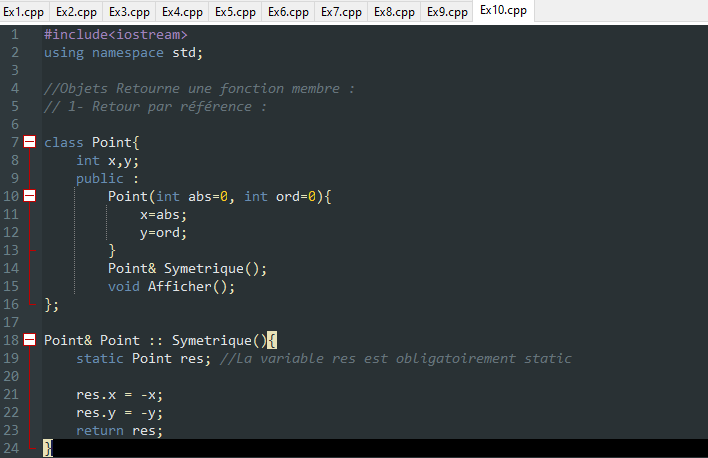 Ex1.cpp Ex2.cpp Ex3.cpp Ex4.cpp Ex5.cpp Ex6.cpp Ex7.cpp Ex8.cpp Ex9.cpp Ex10.cpp
1 #include<iostream>
2 using namespace std;
3
4 //Objets Retourne une fonction membre :
5 // 1- Retour par référence :
6
7 class Point{
8 int x,y;
9 public :
10 Point(int abs=0, int ord=0){
11 x=abs;
12 y=ord;
13 }
14 Point& Symetrique();
15 void Afficher();
16 };
17
18 Point& Point :: Symetrique(){
19 static Point res; //La variable res est obligatoirement static
20
21 res.x = -x;
22 res.y = -y;
23 return res;
24 }